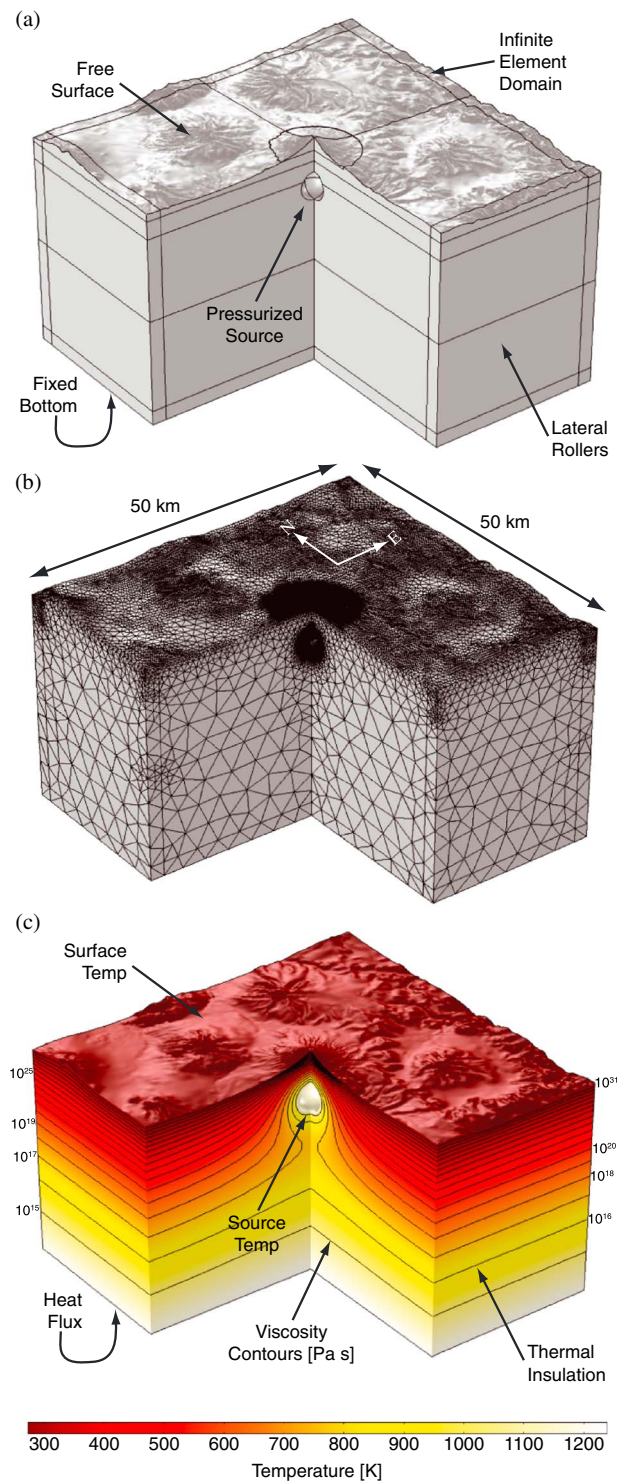 (a)
Free
Surface
Infinite
Element
Domain
Pressurized
Source
Fixed
Bottom
Lateral
Rollers
(b)
50 km
50 km
N
E
(c)
Surface
Temp
10²⁵
10¹⁹
10¹⁷
10¹⁵
10³¹
10²⁰
10¹⁸
10¹⁶
Source
Temp
Heat
Flux
Viscosity
Contours [Pa s]
Thermal
Insulation
300 400 500 600 700 800 900 1000 1100 1200
Temperature [K]